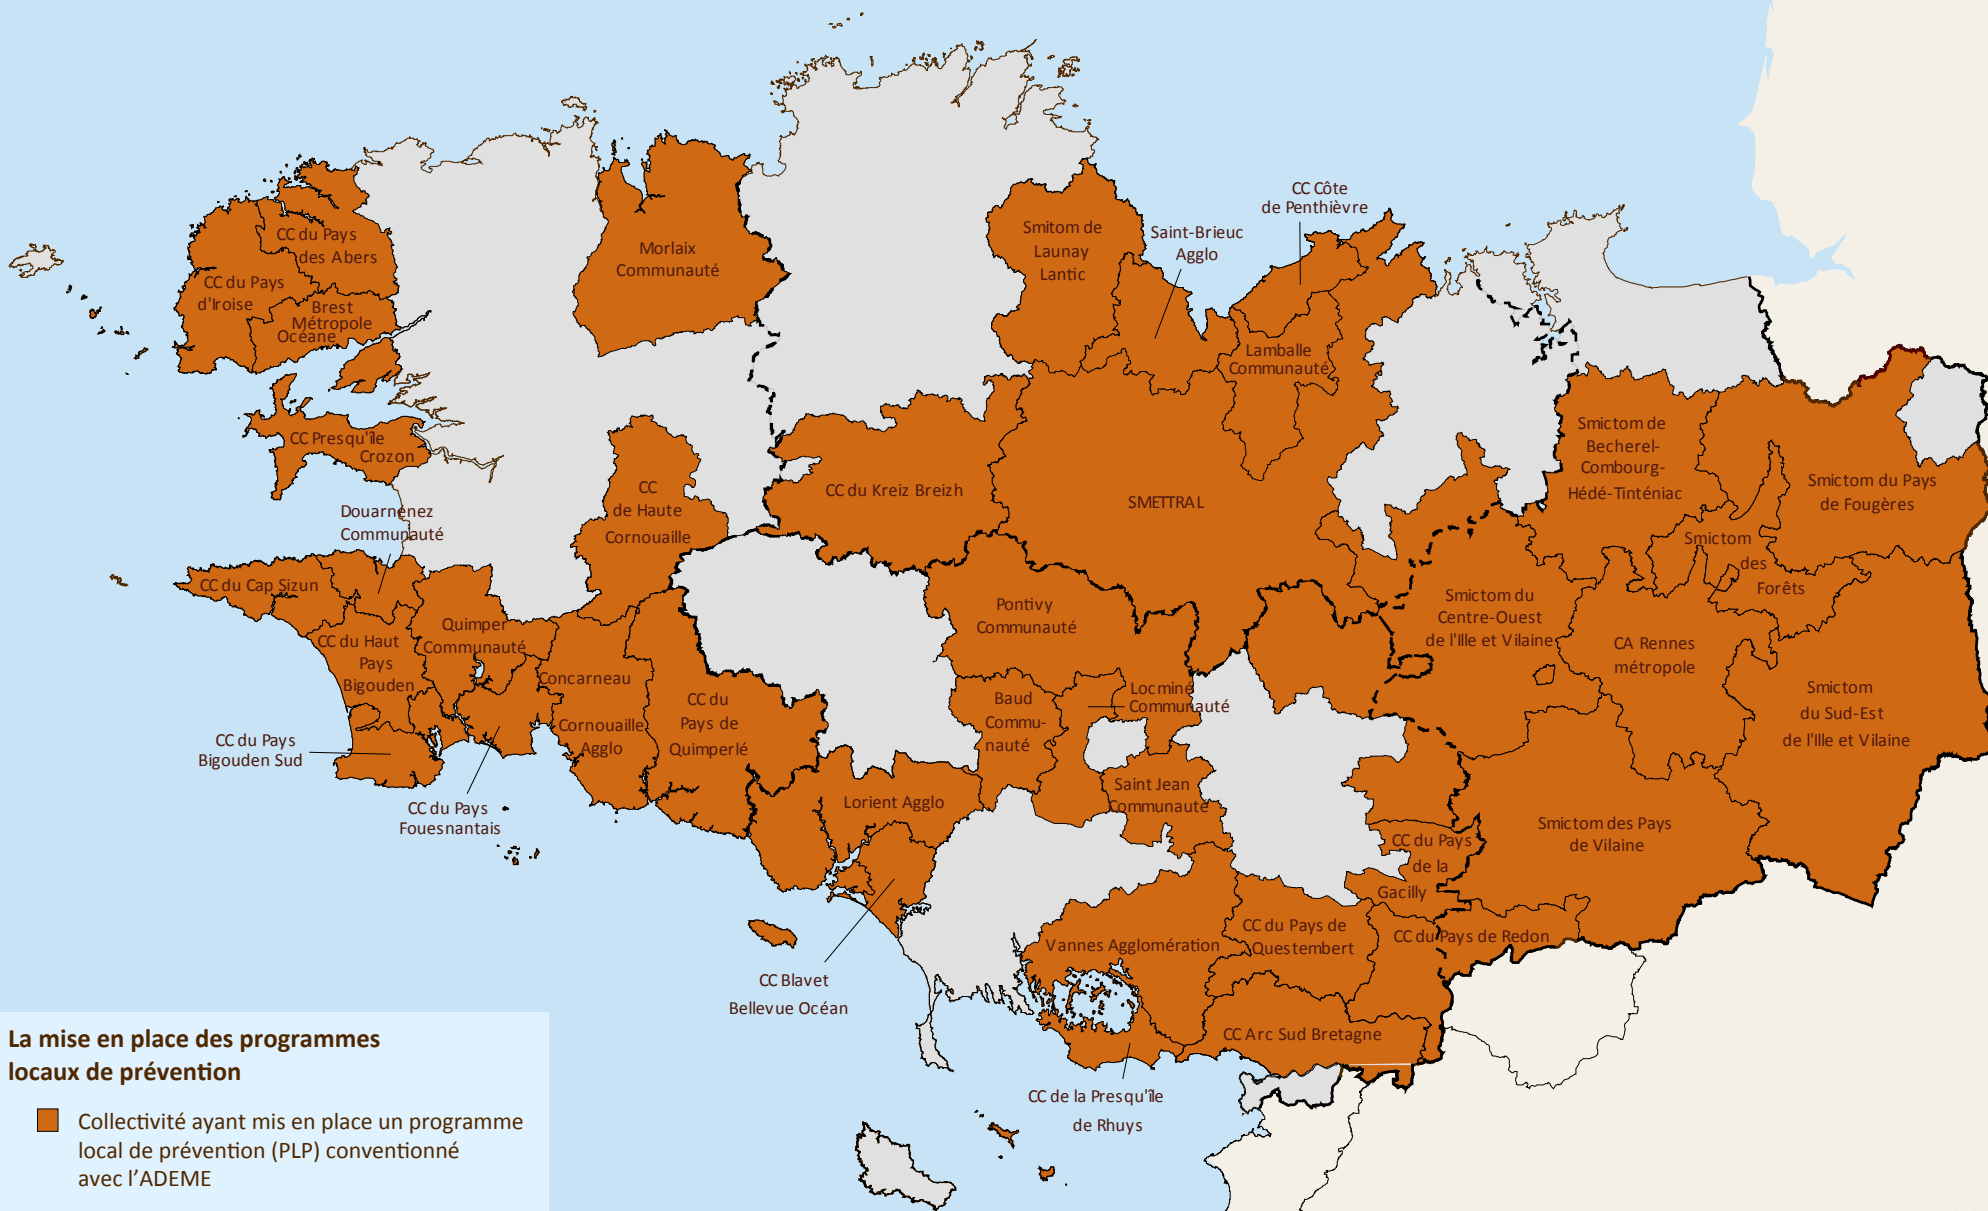 CC Côte
de Penthièvre
Saint-Brieuc
Agglo
Smitom de
Launay
Lantic
Morlaix
Communauté
CC du Pays
des Abers
CC du Pays
d'Iroise
Brest
Métropole
Océane
Lamballe
Communauté
CC Presqu'île
Crozon
Smictom de
Becherel-
Combourg-
Hédé-Tinténiac
Smictom du Pays
de Fougères
CC
de Haute
Cornouaille
CC du Kreiz Breizh
SMETTRAL
Douarnenez
Communauté
Smictom
des
Forêts
CC du Cap Sizun
Pontivy
Communauté
Smictom du
Centre-Ouest
de l'Ille et Vilaine
CA Rennes
métropole
Quimper
Communauté
CC du Haut
Pays
Bigouden
Concarneau
Cornouaille
Agglo
CC du
Pays de
Quimperlé
Baud
Commu-
nauté
Locminé
Communauté
Smictom
du Sud-Est
de l'Ille et Vilaine
CC du Pays
Bigouden Sud
CC du Pays
Fouesnantais
Lorient Agglo
Saint Jean
Communauté
Smictom des Pays
de Vilaine
CC du Pays
de la
Gacilly
Vannes Agglomération
CC du Pays de
Questembert
CC du Pays de Redon
CC Blavet
Bellevue Océan
CC Arc Sud Bretagne
CC de la Presqu'île
de Rhuys
La mise en place des programmes
locaux de prévention
Collectivité ayant mis en place un programme
local de prévention (PLP) conventionné
avec l'ADEME